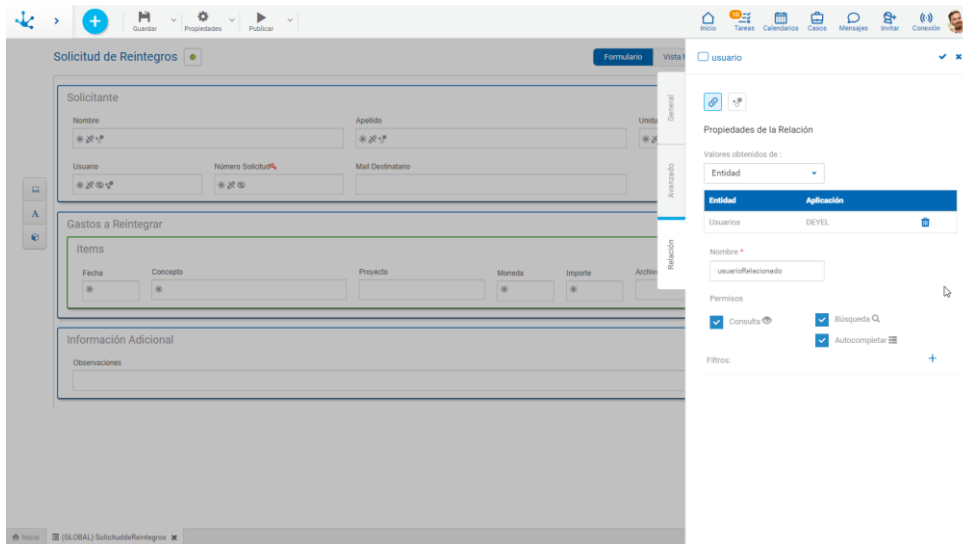 Guardar
Propiedades
Publicar
Inicio
10
Tareas
Calendarios
Casos
Mensajes
Invitar
Conexión
Solicitud de Reintegros
Formulario
Vista
Solicitante
Nombre
Apellido
Unida
Usuario
Número Solicitud
Mail Destinatario
A
Gastos a Reintegrar
Items
Fecha
Concepto
Proyecto
Moneda
Importe
Archiv
Información Adicional
Observaciones
General
Avanzado
Relación
usuario
Propiedades de la Relación
Valores obtenidos de :
Entidad
Entidad Aplicación
Usuarios DEYEL
Nombre *
usuarioRelacionado
Permisos
Consulta
Búsqueda
Autocompletar
Filtros:
Inicio
(GLOBAL) SolicituddeReintegros